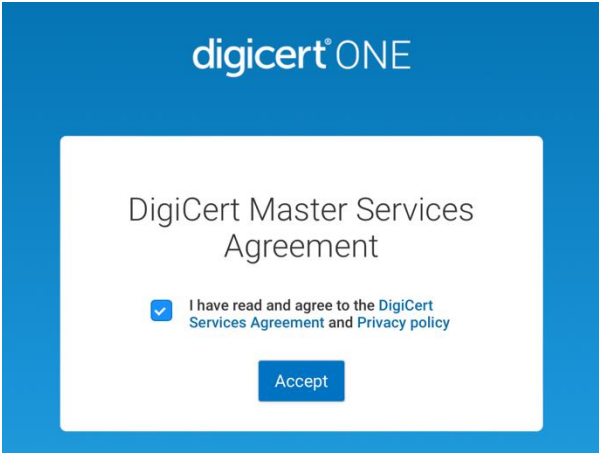 digicert® ONE
DigiCert Master Services
Agreement
I have read and agree to the DigiCert
Services Agreement and Privacy policy
Accept